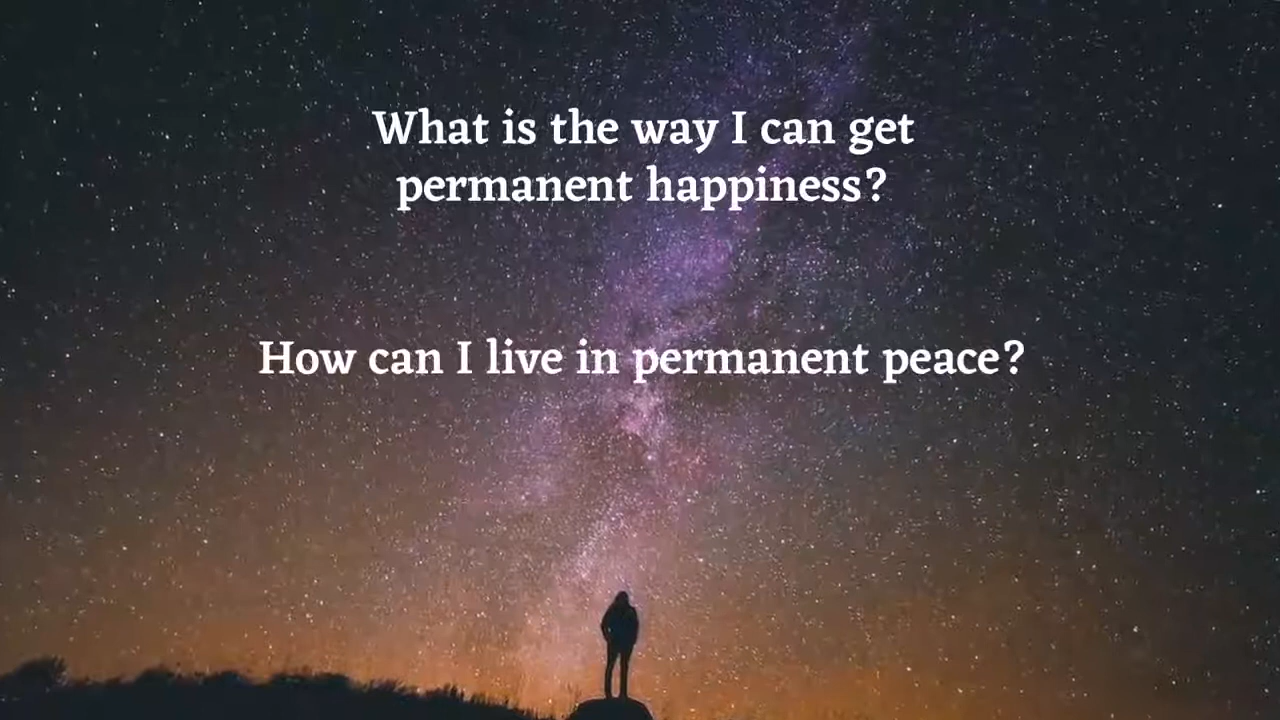 What is the way I can get
permanent happiness?
How can I live in permanent peace?